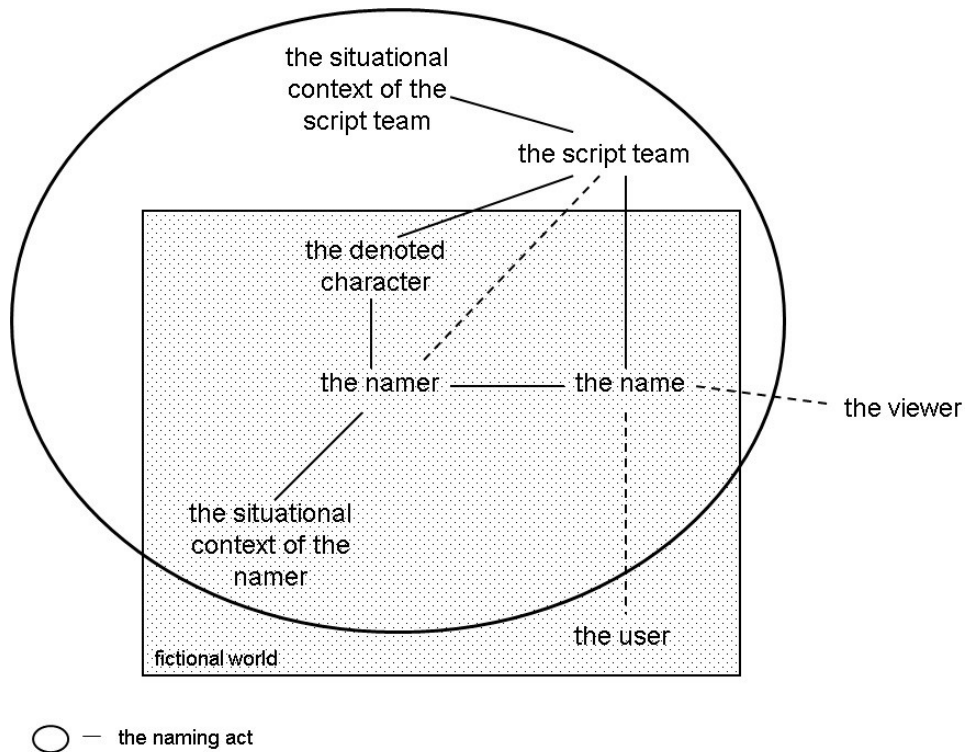 the situational
context of the
script team
the script team
the denoted
character
the namer
the name
the viewer
the situational
context of the
namer
the user
fictional world
— the naming act